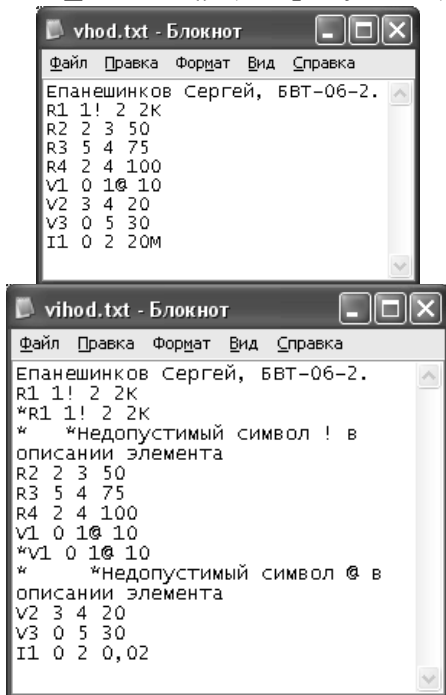 vhod.txt - Блокнот
Файл Правка Формат Вид Справка
Епанешинков Сергей, БВТ-06-2.
R1 1! 2 2К
R2 2 3 50
R3 5 4 75
R4 2 4 100
V1 0 1@ 10
V2 3 4 20
V3 0 5 30
I1 0 2 20М
vihod.txt - Блокнот
Файл Правка Формат Вид Справка
Епанешинков Сергей, БВТ-06-2.
R1 1! 2 2К
*R1 1! 2 2К
*   *Недопустимый символ ! в
описании элемента
R2 2 3 50
R3 5 4 75
R4 2 4 100
V1 0 1@ 10
*V1 0 1@ 10
*     *Недопустимый символ @ в
описании элемента
V2 3 4 20
V3 0 5 30
I1 0 2 0,02